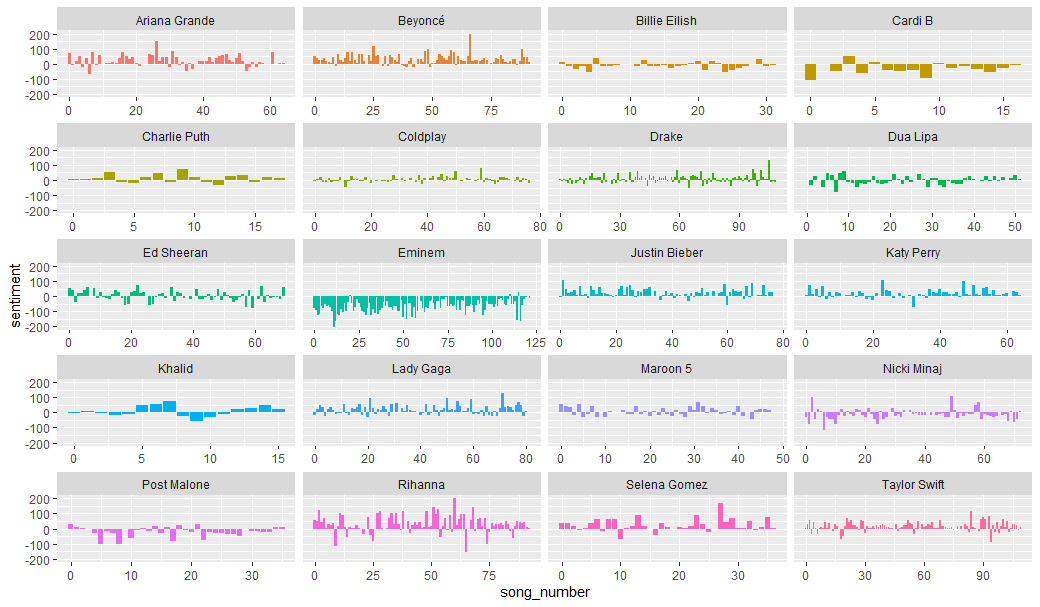 Ariana Grande Beyoncé Billie Eilish Cardi B
200
100
0
-100
-200
0 20 40 60 0 25 50 75 0 10 20 30 0 5 10 15
Charlie Puth Coldplay Drake Dua Lipa
200
100
0
-100
-200
0 5 10 15 0 20 40 60 80 0 30 60 90 0 10 20 30 40 50
Ed Sheeran Eminem Justin Bieber Katy Perry
200
100
0
-100
-200
0 20 40 60 0 25 50 75 100 125 0 20 40 60 80 0 20 40 60
Khalid Lady Gaga Maroon 5 Nicki Minaj
200
100
0
-100
-200
0 5 10 15 0 20 40 60 80 0 10 20 30 40 50 0 20 40 60
Post Malone Rihanna Selena Gomez Taylor Swift
200
100
0
-100
-200
0 10 20 30 0 25 50 75 0 10 20 30 0 30 60 90
sentiment
song_number